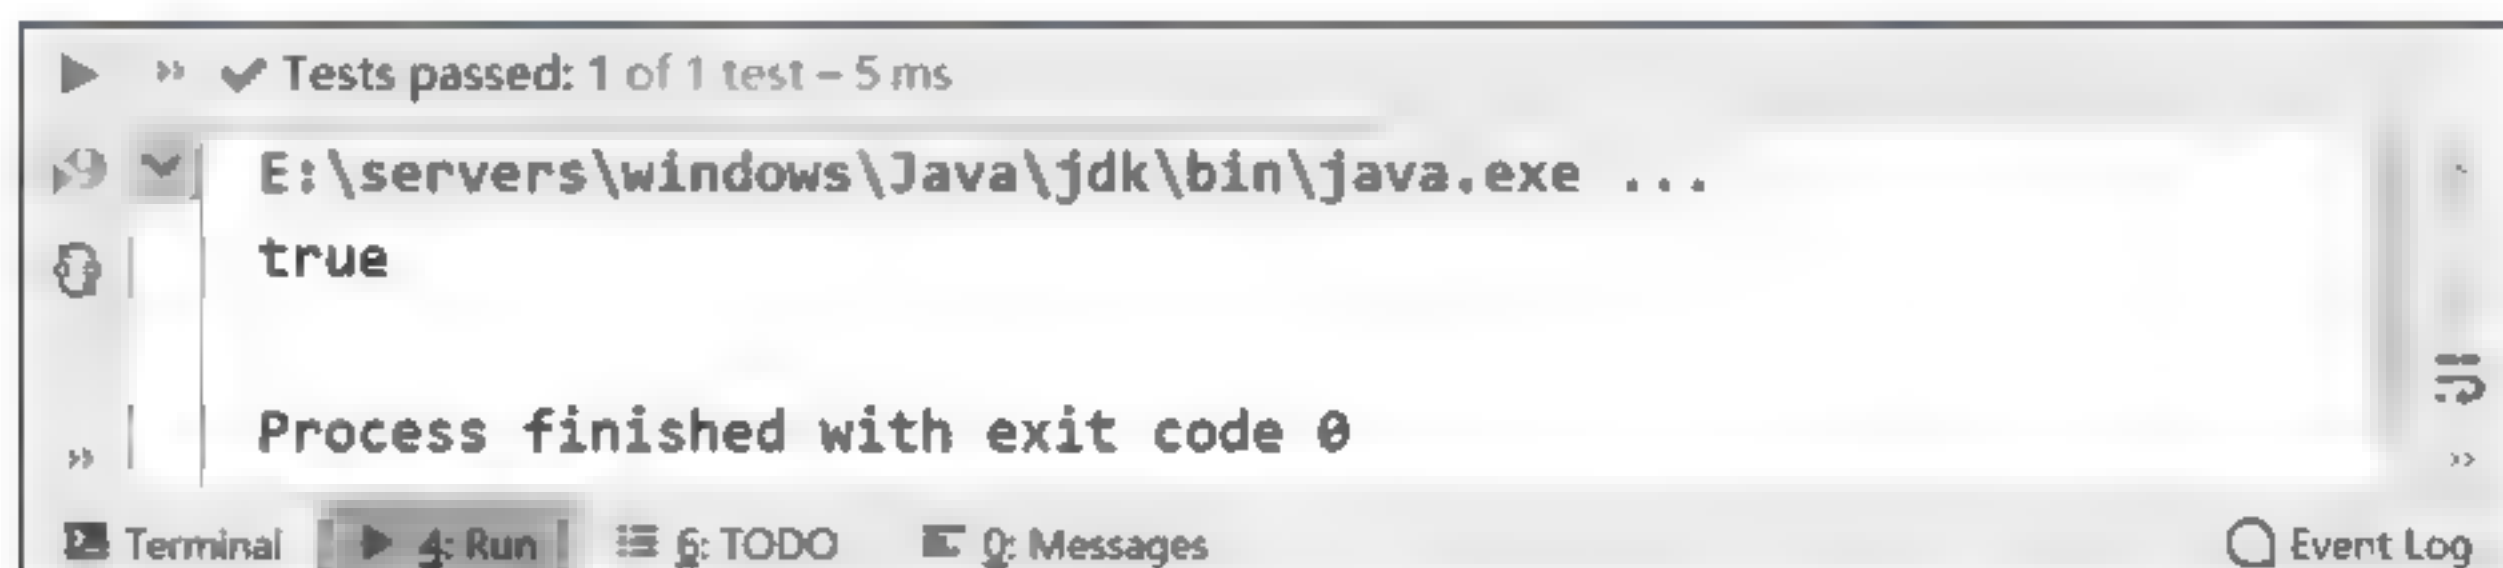 Tests passed: 1 of 1 test – 5 ms
E:\servers\windows\Java\jdk\bin\java.exe ...
true
Process finished with exit code 0
Terminal 4: Run 6: TODO 0: Messages Event Log